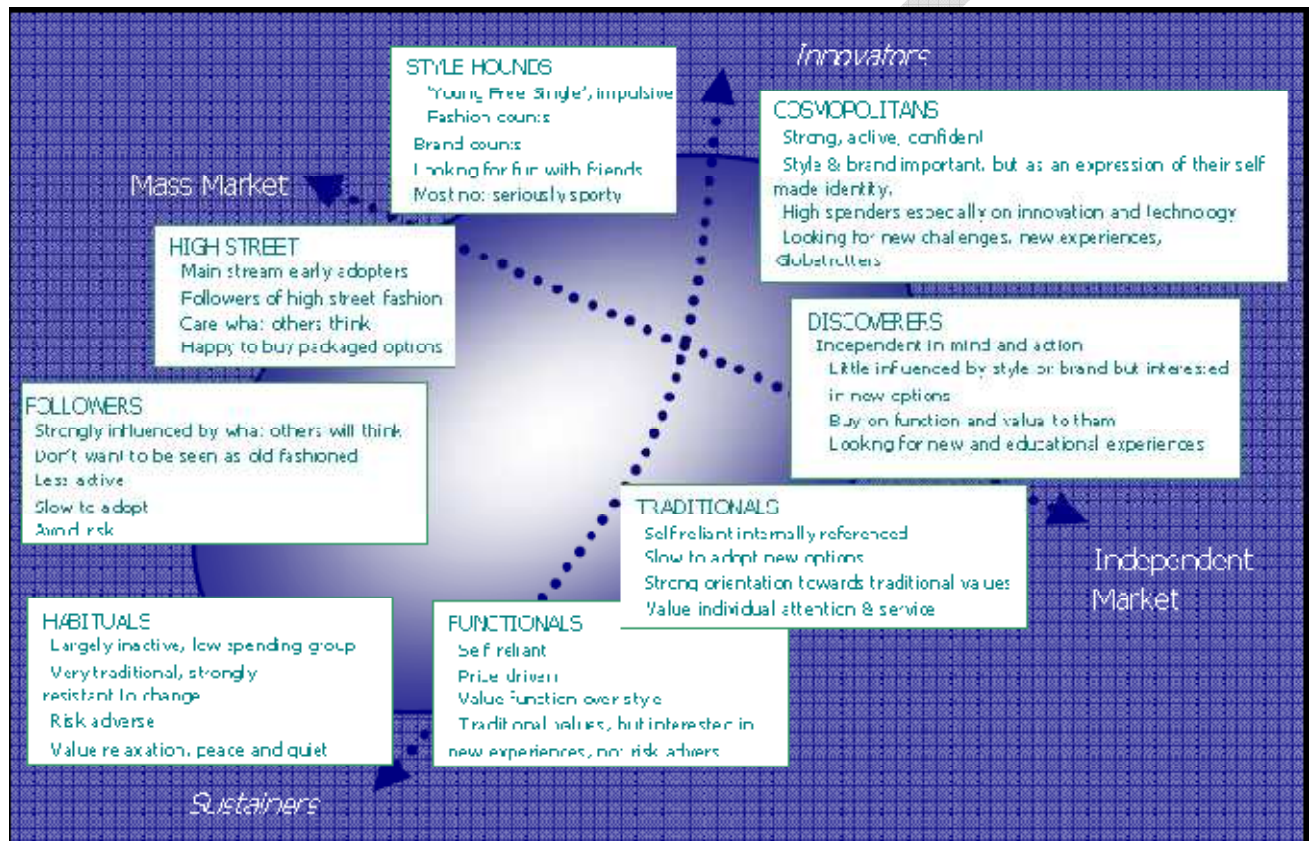 Innovators
STYLE HOUNDS
'Young Free Single', impulsive
Fashion counts
Brand counts
Looking for fun with friends
Most not seriously sporty
COSMOPOLITANS
Strong, active, confident
Style & brand important, but as an expression of their self
made identity.
High spenders especially on innovation and technology
Looking for new challenges, new experiences,
Globetrotters
Mass Market
HIGH STREET
Main stream early adopters
Followers of high street fashion
Care what others think
Happy to buy packaged options
DISCOVERERS
Independent in mind and action
Little influenced by style or brand but interested
in new options
Buy on function and value to them
Looking for new and educational experiences
FOLLOWERS
Strongly influenced by what others will think
Don't want to be seen as old fashioned
Less active
Slow to adopt
Avoid risk
TRADITIONALS
Self reliant internally referenced
Slow to adopt new options
Strong orientation towards traditional values
Value individual attention & service
Independent
Market
HABITUALS
Largely inactive, low spending group
Very traditional, strongly
resistant to change
Risk adverse
Value relaxation, peace and quiet
FUNCTIONALS
Self reliant
Price driven
Value function over style
Traditional values, but interested in
new experiences, not risk advers
Sustainers